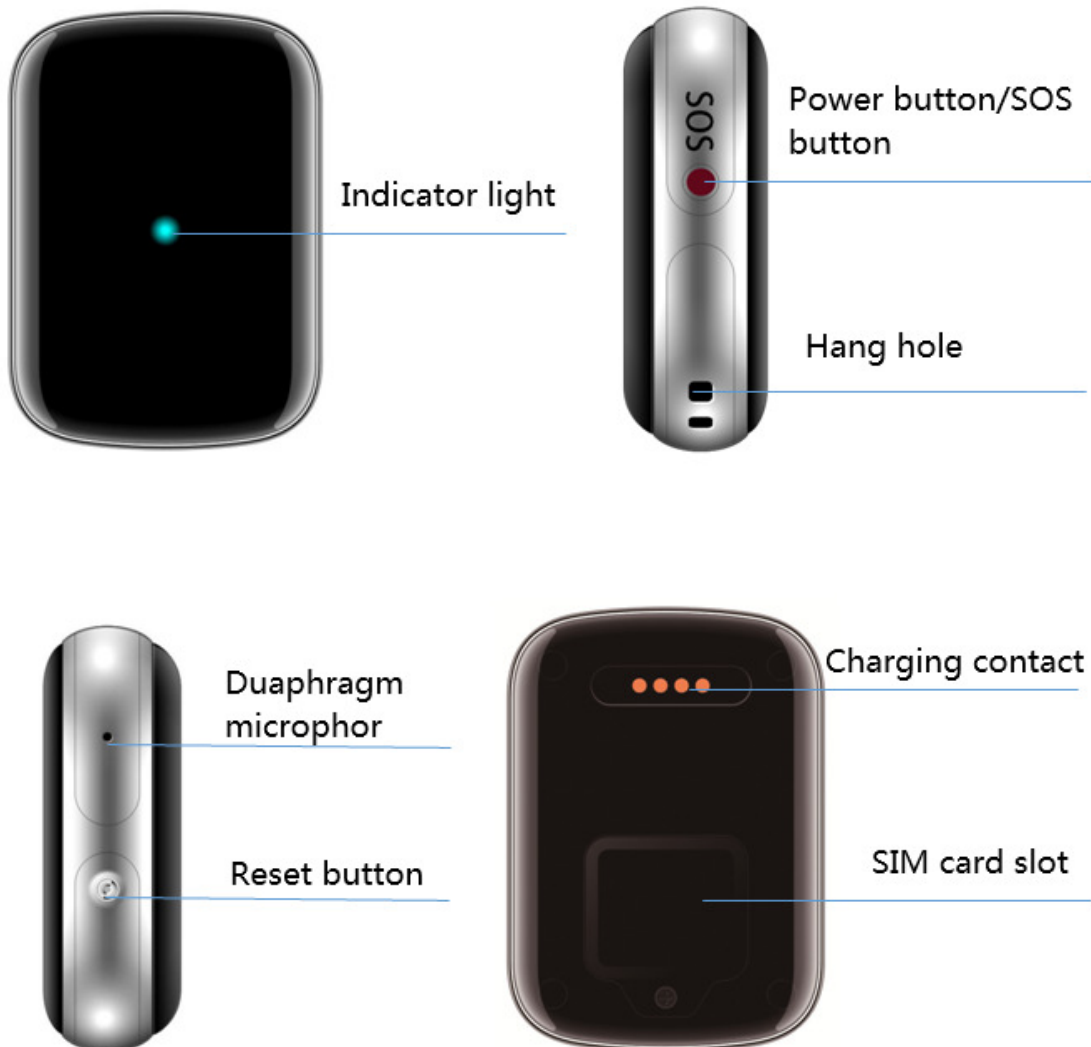 Indicator light
SOS
Power button/SOS
button
Hang hole
Duaphragm
microphor
Reset button
Charging contact
SIM card slot